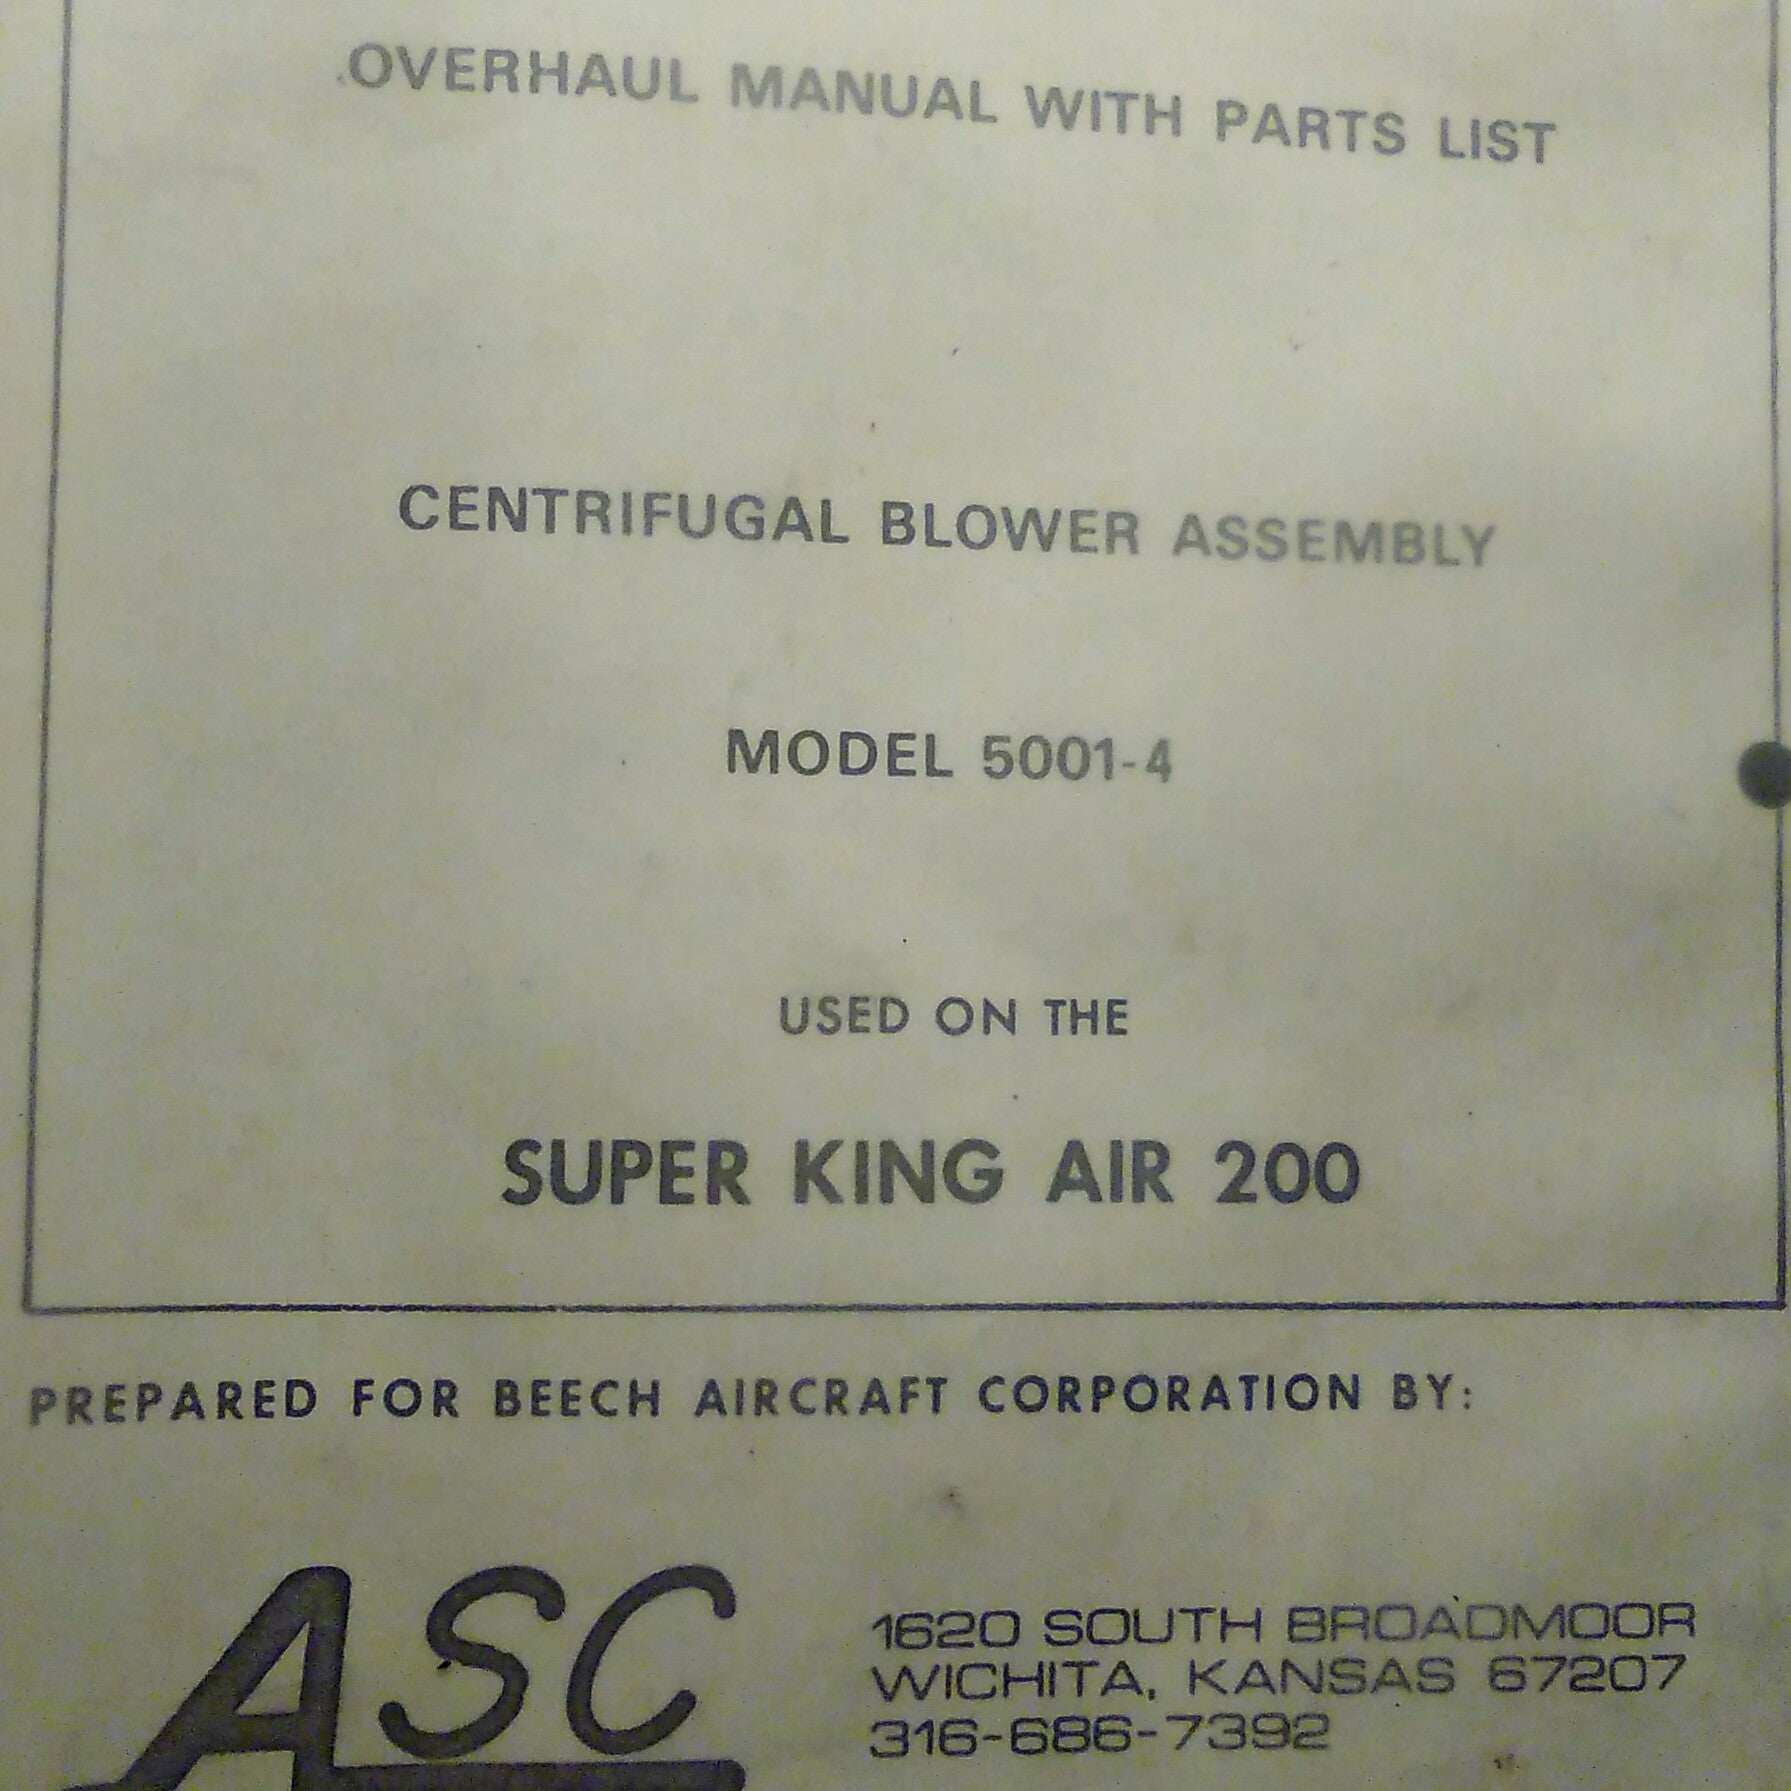 OVERHAUL MANUAL WITH PARTS LIST
CENTRIFUGAL BLOWER ASSEMBLY
MODEL 5001-4
USED ON THE
SUPER KING AIR 200
PREPARED FOR BEECH AIRCRAFT CORPORATION BY:
ASC
1620 SOUTH BROADMOOR
WICHITA, KANSAS 67207
316-686-7392